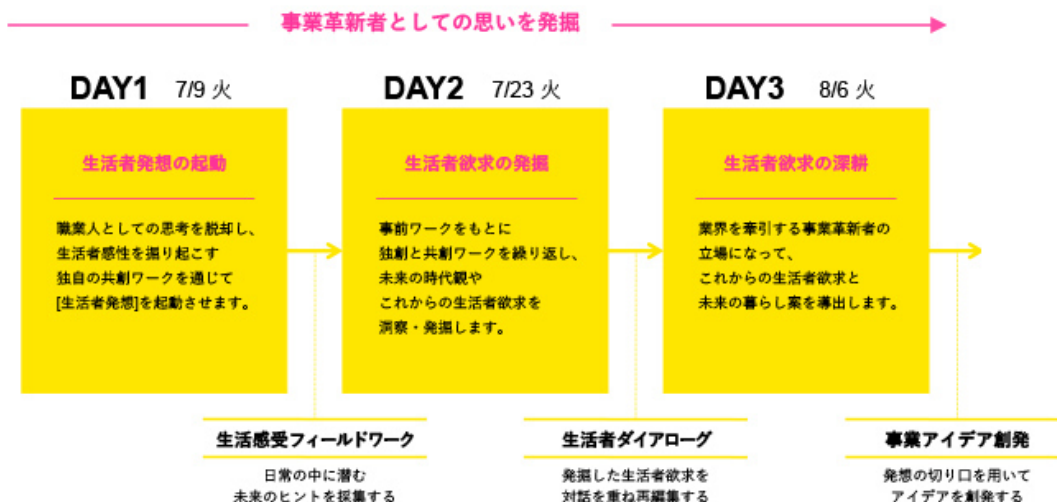 事業革新者としての思いを発掘
DAY1 7/9 火
生活者発想の起動
職業人としての思考を脱却し、
生活者感性を掘り起こす
独自の共創ワークを通じて
[生活者発想]を起動させます。
DAY2 7/23 火
生活者欲求の発掘
事前ワークをもとに
独創と共創ワークを繰り返し、
未来の時代観や
これからの生活者欲求を
洞察・発掘します。
DAY3 8/6 火
生活者欲求の深耕
業界を牽引する事業革新者の
立場になって、
これからの生活者欲求と
未来の暮らし案を導出します。
生活感受フィールドワーク
日常の中に潜む
未来のヒントを採集する
生活者ダイアローグ
発掘した生活者欲求を
対話を重ね再編集する
事業アイデア創発
発想の切り口を用いて
アイデアを創発する